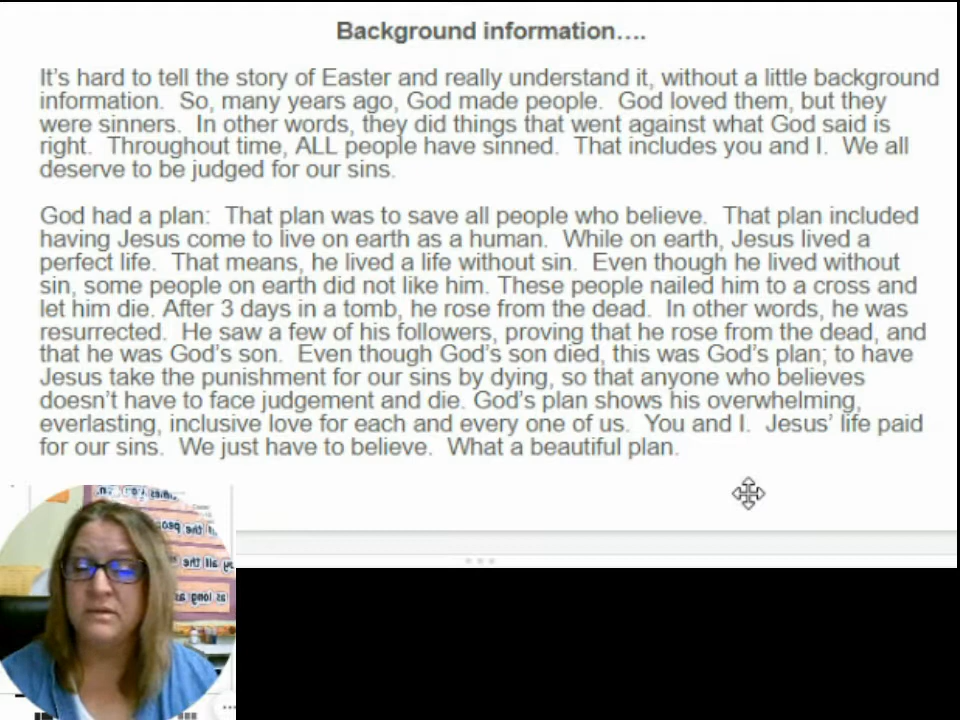 Background information....
It's hard to tell the story of Easter and really understand it, without a little background
information. So, many years ago, God made people. God loved them, but they
were sinners. In other words, they did things that went against what God said is
right. Throughout time, ALL people have sinned. That includes you and I. We all
deserve to be judged for our sins.
God had a plan: That plan was to save all people who believe. That plan included
having Jesus come to live on earth as a human. While on earth, Jesus lived a
perfect life. That means, he lived a life without sin. Even though he lived without
sin, some people on earth did not like him. These people nailed him to a cross and
let him die. After 3 days in a tomb, he rose from the dead. In other words, he was
resurrected. He saw a few of his followers, proving that he rose from the dead, and
that he was God's son. Even though God's son died, this was God's plan; to have
Jesus take the punishment for our sins by dying, so that anyone who believes
doesn't have to face judgement and die. God's plan shows his overwhelming,
everlasting, inclusive love for each and every one of us. You and I. Jesus' life paid
for our sins. We just have to believe. What a beautiful plan.
the people
all the
as long as